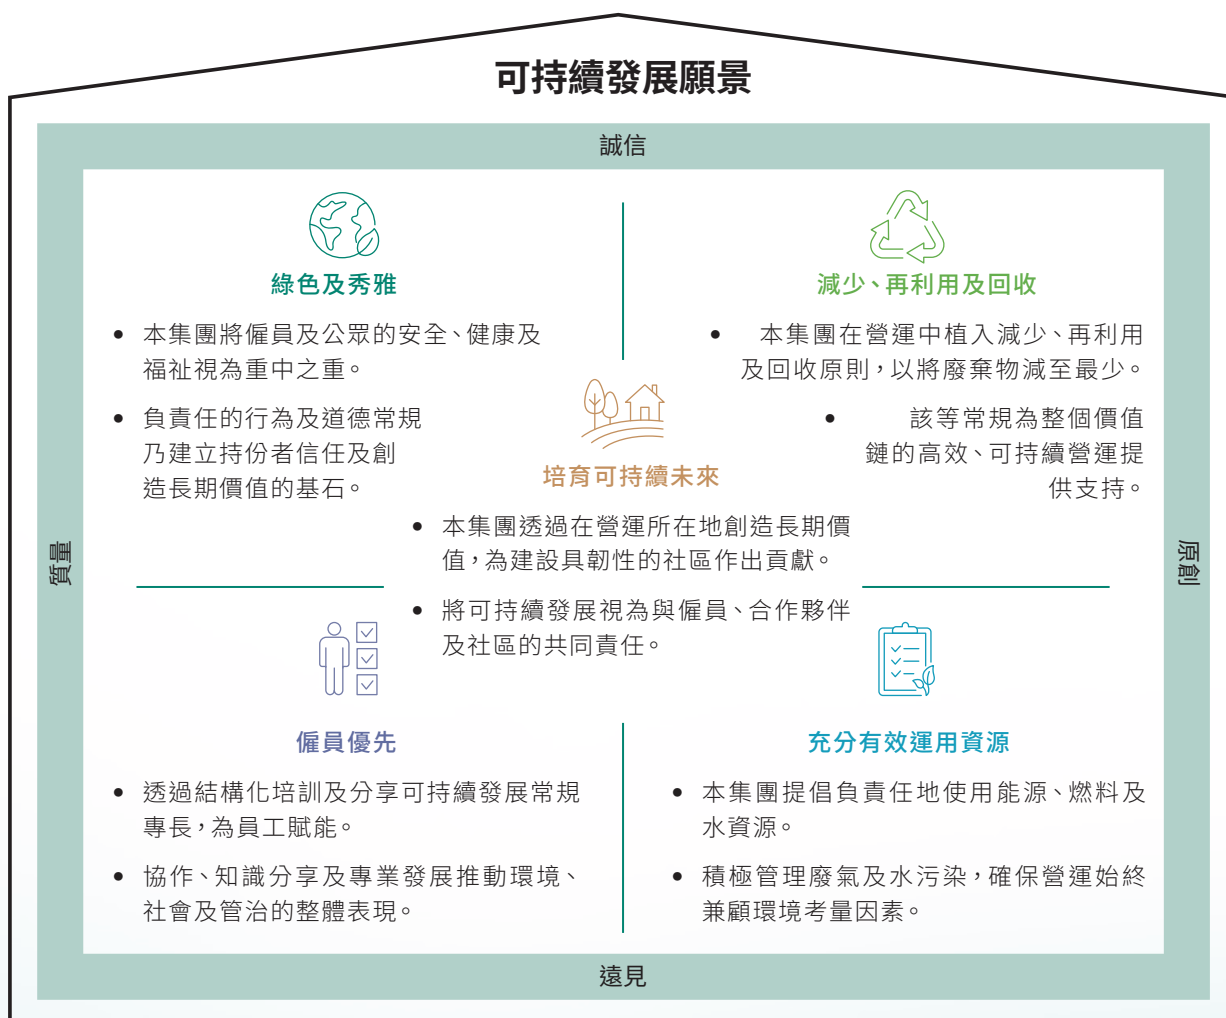 可持續發展願景
誠信
綠色及秀雅
• 本集團將僱員及公眾的安全、健康及
福祉視為重中之重。
• 負責任的行為及道德常規
乃建立持份者信任及創
造長期價值的基石。
減少、再利用及回收
• 本集團在營運中植入減少、再利用
及回收原則，以將廢棄物減至最少。
• 該等常規為整個價值
鏈的高效、可持續營運提
供支持。
培育可持續未來
• 本集團透過在營運所在地創造長期價
值，為建設具韌性的社區作出貢獻。
• 將可持續發展視為與僱員、合作夥伴
及社區的共同責任。
質量
原創
僱員優先
• 透過結構化培訓及分享可持續發展常規
專長，為員工賦能。
• 協作、知識分享及專業發展推動環境、
社會及管治的整體表現。
充分有效運用資源
• 本集團提倡負責任地使用能源、燃料及
水資源。
• 積極管理廢氣及水污染，確保營運始終
兼顧環境考量因素。
遠見